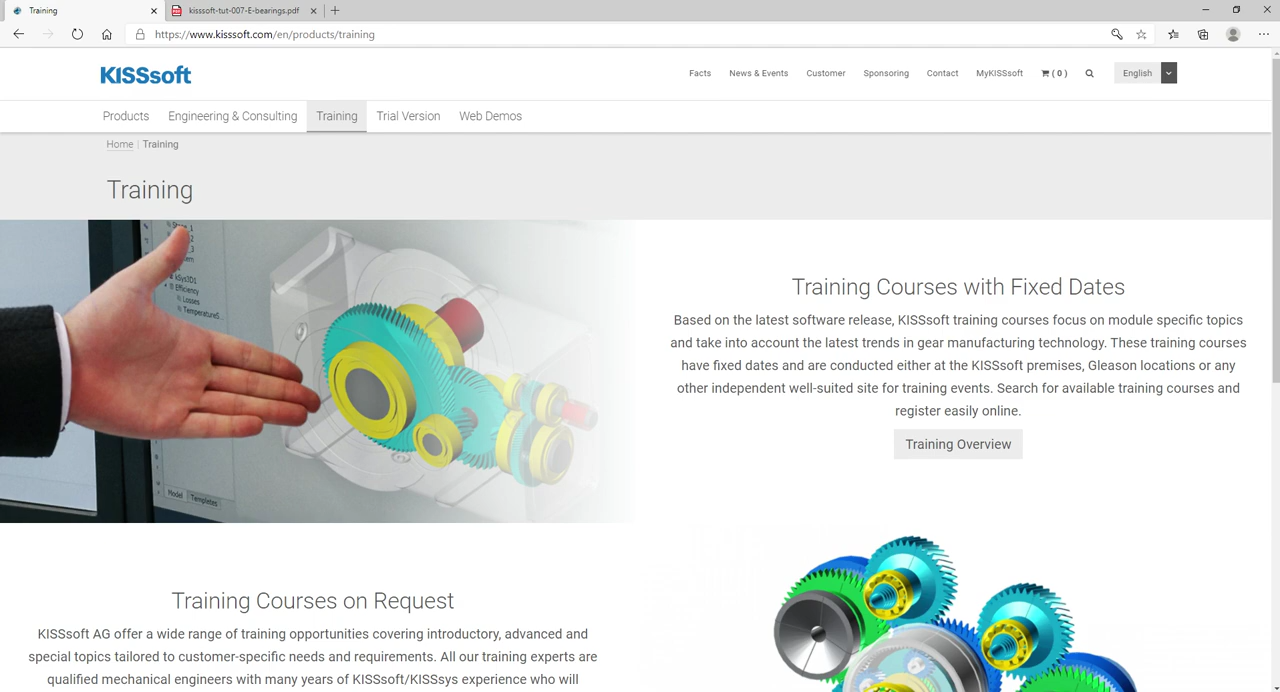 Training
kisssoft-tut-007-E-bearings.pdf
https://www.kisssoft.com/en/products/training
KISSsoft
Facts
News & Events
Customer
Sponsoring
Contact
MyKISSsoft
( 0 )
English
Products
Engineering & Consulting
Training
Trial Version
Web Demos
Home | Training
Training
kSys3D1
Efficiency
Losses
TemperatureS
Model
Templates
Training Courses with Fixed Dates
Based on the latest software release, KISSsoft training courses focus on module specific topics
and take into account the latest trends in gear manufacturing technology. These training courses
have fixed dates and are conducted either at the KISSsoft premises, Gleason locations or any
other independent well-suited site for training events. Search for available training courses and
register easily online.
Training Overview
Training Courses on Request
KISSsoft AG offer a wide range of training opportunities covering introductory, advanced and
special topics tailored to customer-specific needs and requirements. All our training experts are
qualified mechanical engineers with many years of KISSsoft/KISSsys experience who will